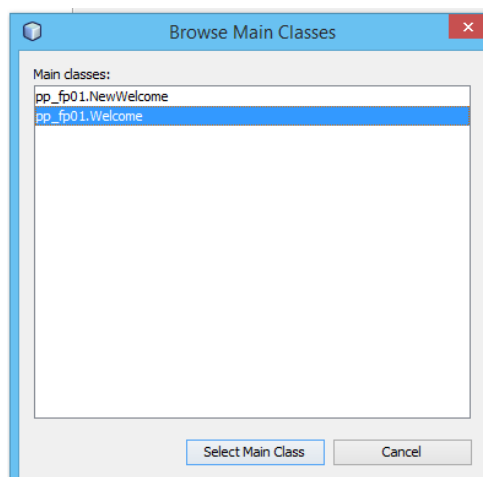 Browse Main Classes
Main classes:
pp_fp01.NewWelcome
pp_fp01.Welcome
Select Main Class
Cancel